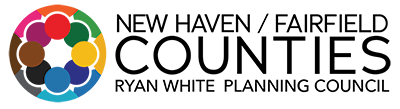 NEW HAVEN / FAIRFIELD
COUNTIES
RYAN WHITE PLANNING COUNCIL